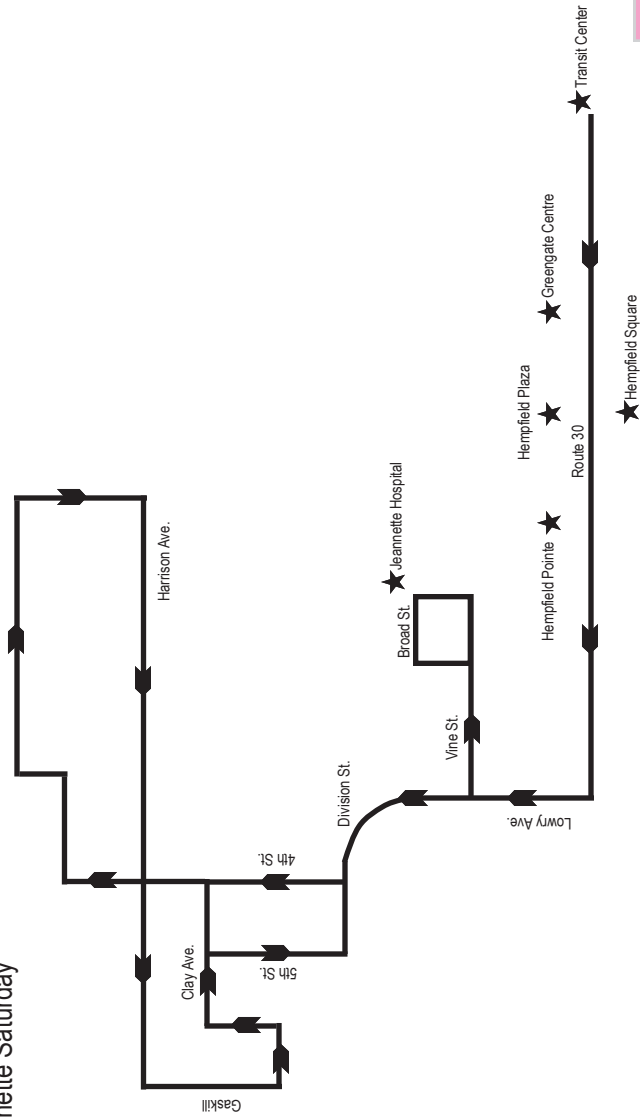 nette Saturday
Harrison Ave.
Clay Ave.
Gaskill
5th St.
4th St.
Division St.
Jeannette Hospital
Broad St.
Vine St.
Lowry Ave.
Hempfield Plaza
Hempfield Pointe
Greengate Centre
Route 30
Transit Center
Hempfield Square